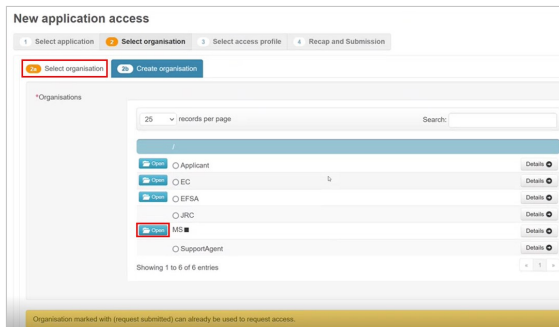 New application access
1 Select application 2 Select organisation 3 Select access profile 4 Recap and Submission
2a Select organisation 2b Create organisation
*Organisations
25 records per page Search:
/
Open Applicant Details
Open EC Details
Open EFSA Details
JRC Details
Open MS Details
SupportAgent Details
Showing 1 to 6 of 6 entries « 1 »
Organisation marked with (request submitted) can already be used to request access.